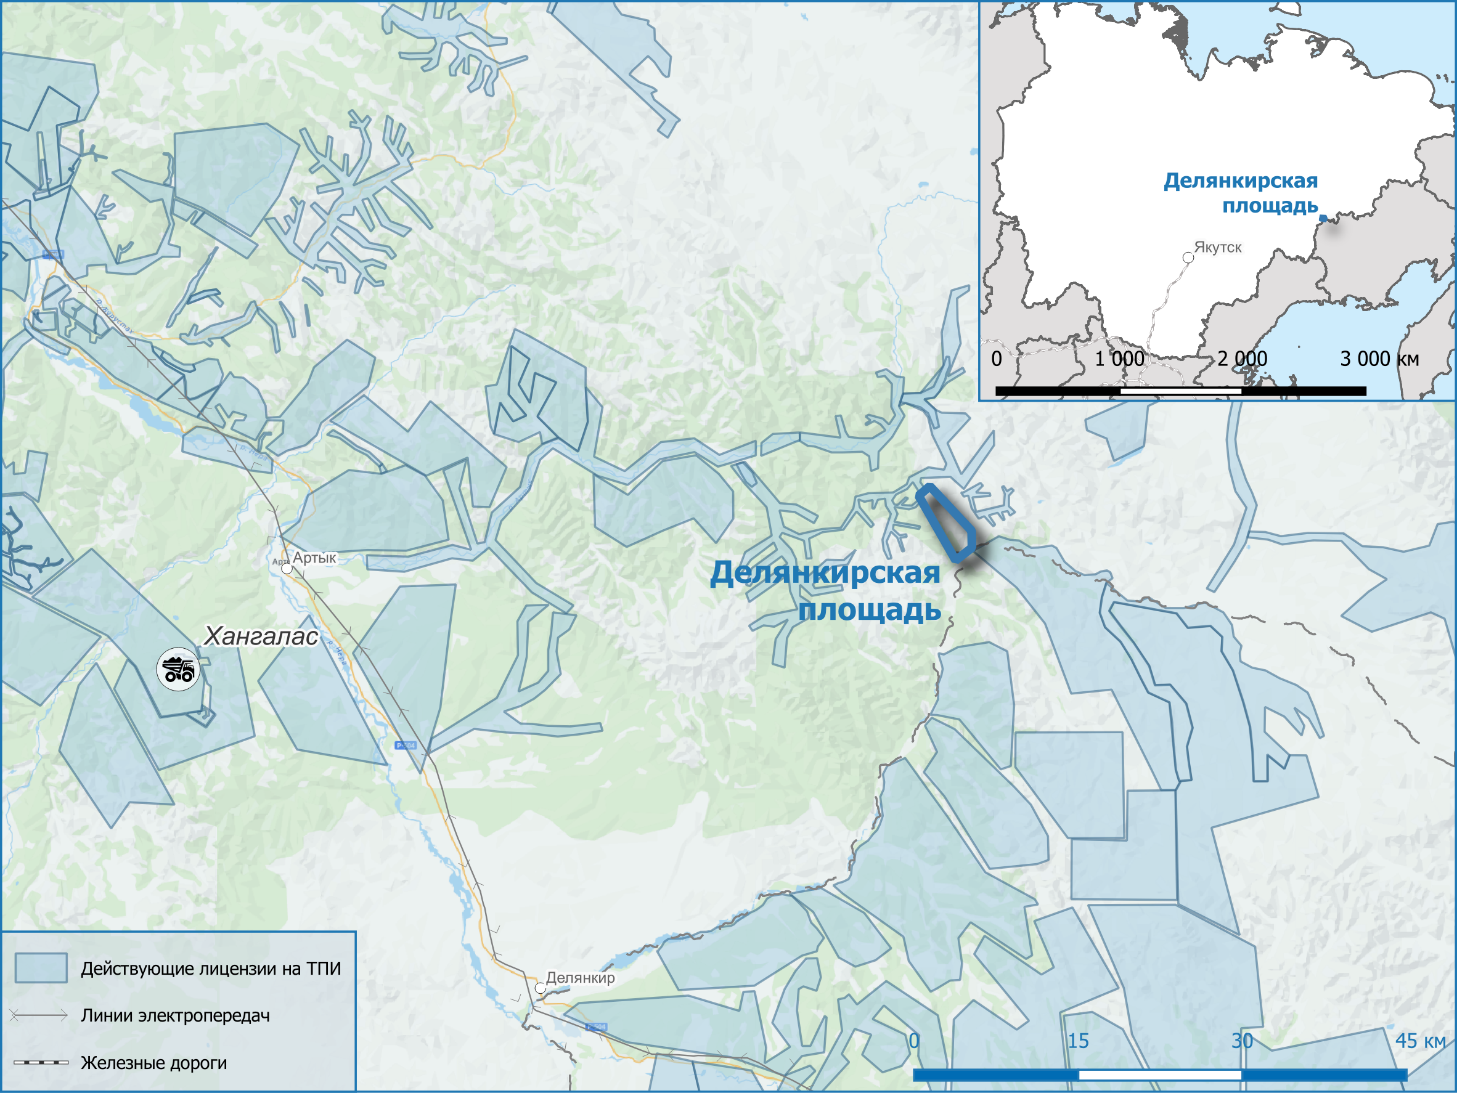 Делянкирская
площадь
Якутск
0 1 000 2 000 3 000 км
Артык
Хангалас
Делянкирская
площадь
Р-504
Делянкир
Действующие лицензии на ТПИ
Линии электропередач
Железные дороги
0 15 30 45 км